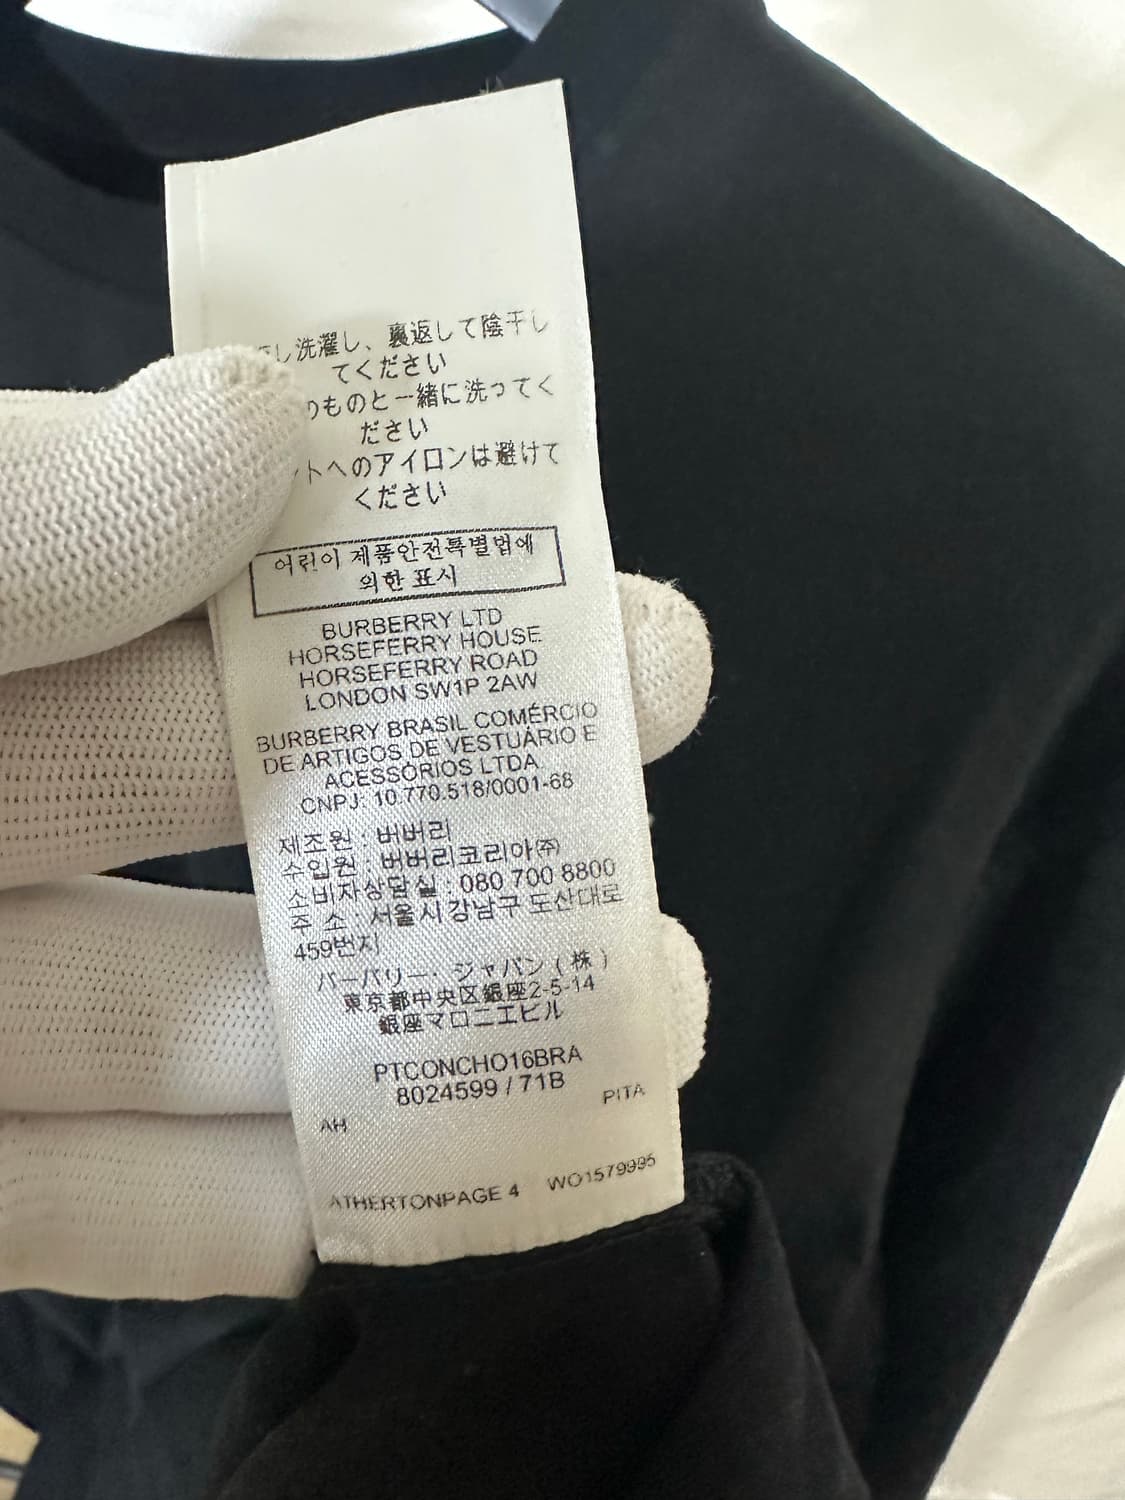 し洗濯し、裏返して陰干し
てください
のものと一緒に洗ってく
ださい
ントへのアイロンは避けて
ください
어린이 제품안전특별법에
의한 표시
BURBERRY LTD
HORSEFERRY HOUSE
HORSEFERRY ROAD
LONDON SW1P 2AW
BURBERRY BRASIL COMÉRCIO
DE ARTIGOS DE VESTUÁRIO E
ACESSÓRIOS LTDA
CNPJ: 10.770.518/0001-68
제조원 : 버버리
수입원 : 버버리코리아(주)
소비자상담실 : 080 700 8800
주 소 : 서울시 강남구 도산대로
459번지
バーバリー・ジャパン(株)
東京都中央区銀座2-5-14
銀座マロニエビル
PTCONCHO16BRA
8024599 / 71B
PITA
AH
ATHERTONPAGE 4 WO1579995